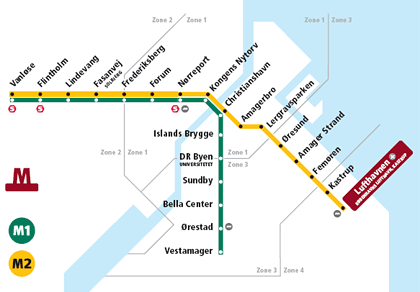 Zone 2
Zone 1
Zone 1
Zone 3
Vanløse
Flintholm
Lindevang
Fasanvej
Frederiksberg
Forum
Nørreport
Kongens Nytorv
Christianshavn
Amagerbro
Lergravsparken
Øresund
Amager Strand
Femøren
Kastrup
Lufthavnen
S
S
S
Islands Brygge
DR Byen
UNIVERSITETET
Sundby
Bella Center
Ørestad
Vestamager
Zone 2
Zone 1
Zone 1
Zone 3
Zone 3
Zone 4
M
M1
M2